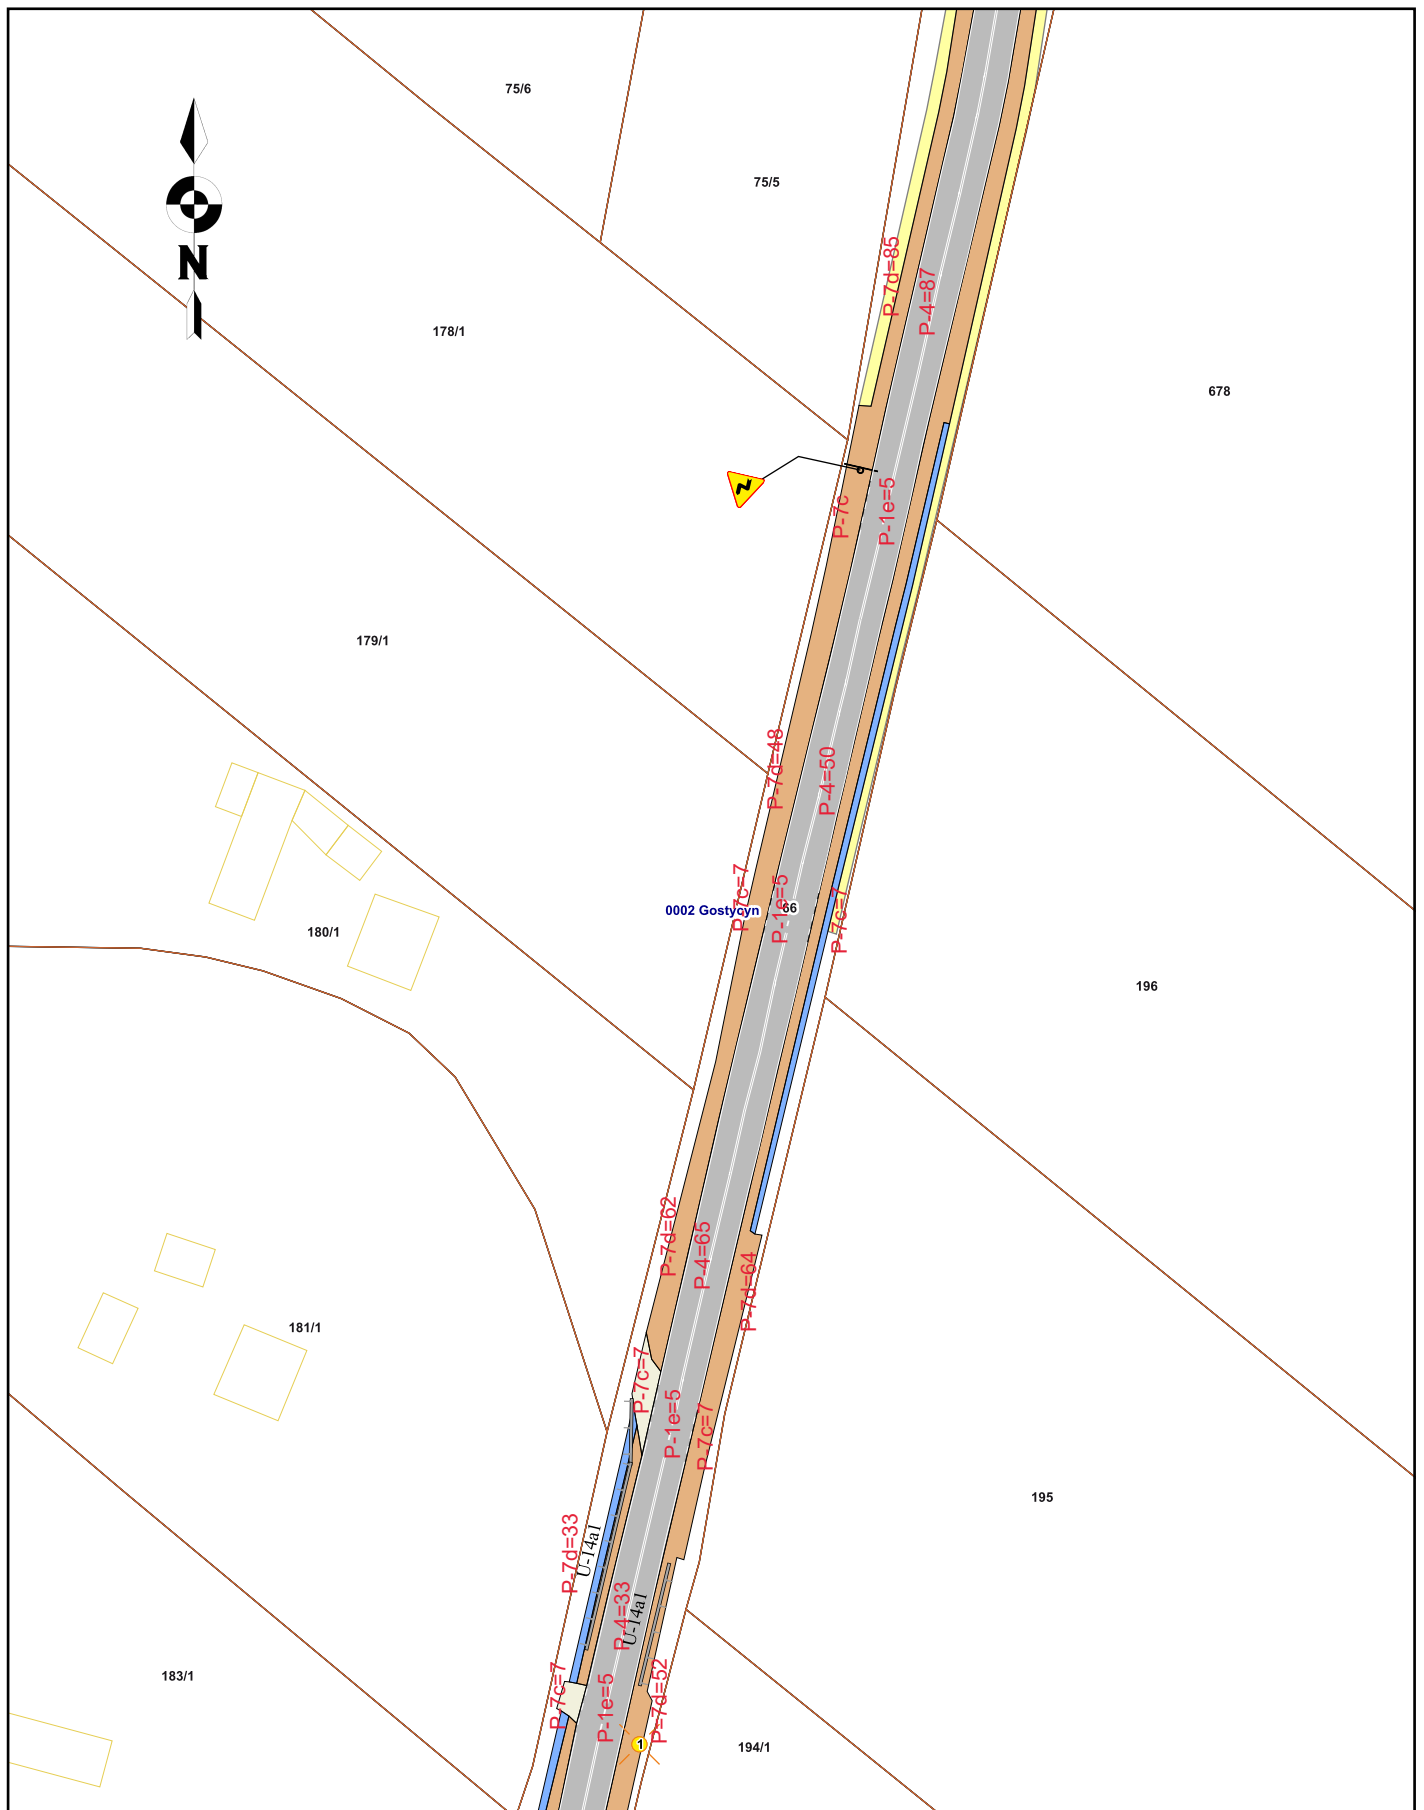 75/6
75/5
N
P-7d=85
P-4=87
178/1
678
P-7c
P-1e=5
179/1
P-7d=48
P-4=50
P-7c=7
P-1e=5
66
P-7c=7
0002 Gostycyn
180/1
196
P-7d=62
P-4=65
P-7d=64
181/1
P-7c=7
P-1e=5
P-7c=7
195
P-7d=33
U-14a1
P-4=33
U-14a1
183/1
P-7c=7
P-1e=5
P=7d=52
1
194/1